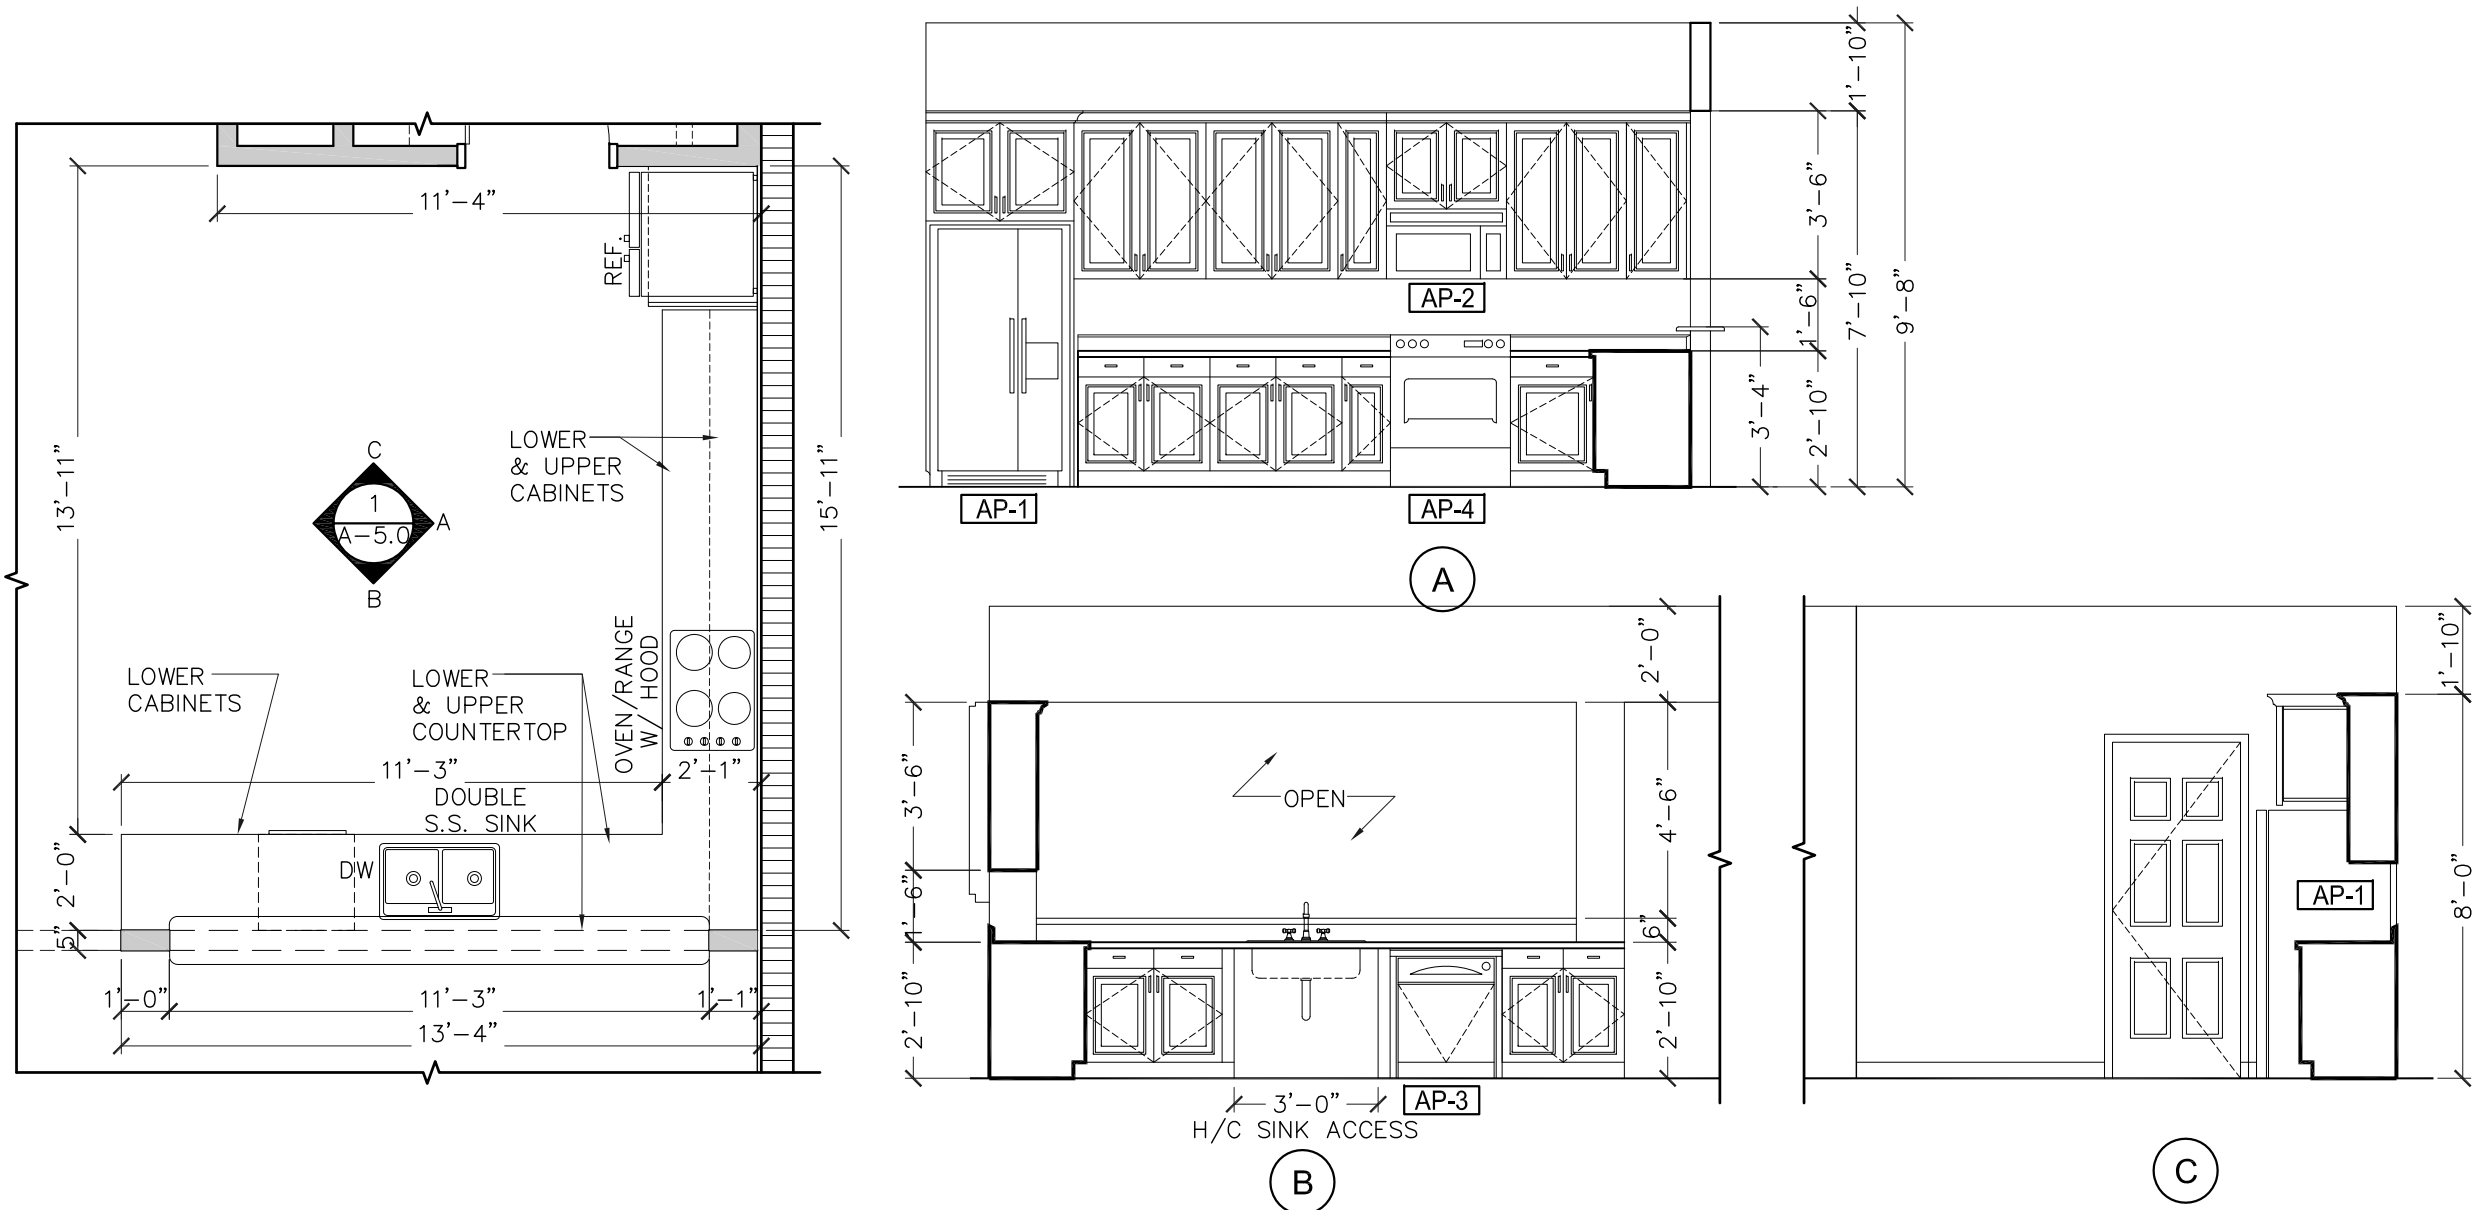 11'-4"
REF.
13'-11"
15'-11"
LOWER
& UPPER
CABINETS
C
1
A-5.0
A
B
OVEN/RANGE
W/ HOOD
LOWER
CABINETS
LOWER
& UPPER
COUNTERTOP
11'-3"
2'-1"
DOUBLE
S.S. SINK
DW
2'-0"
5"
1'-0"
11'-3"
1'-1"
13'-4"
1'-10"
3'-6"
1'-6"
7'-10"
9'-8"
3'-4"
2'-10"
AP-2
AP-1
AP-4
A
2'-0"
3'-6"
OPEN
4'-6"
1'-6"
6"
2'-10"
2'-10"
3'-0"
AP-3
H/C SINK ACCESS
B
1'-10"
AP-1
8'-0"
C